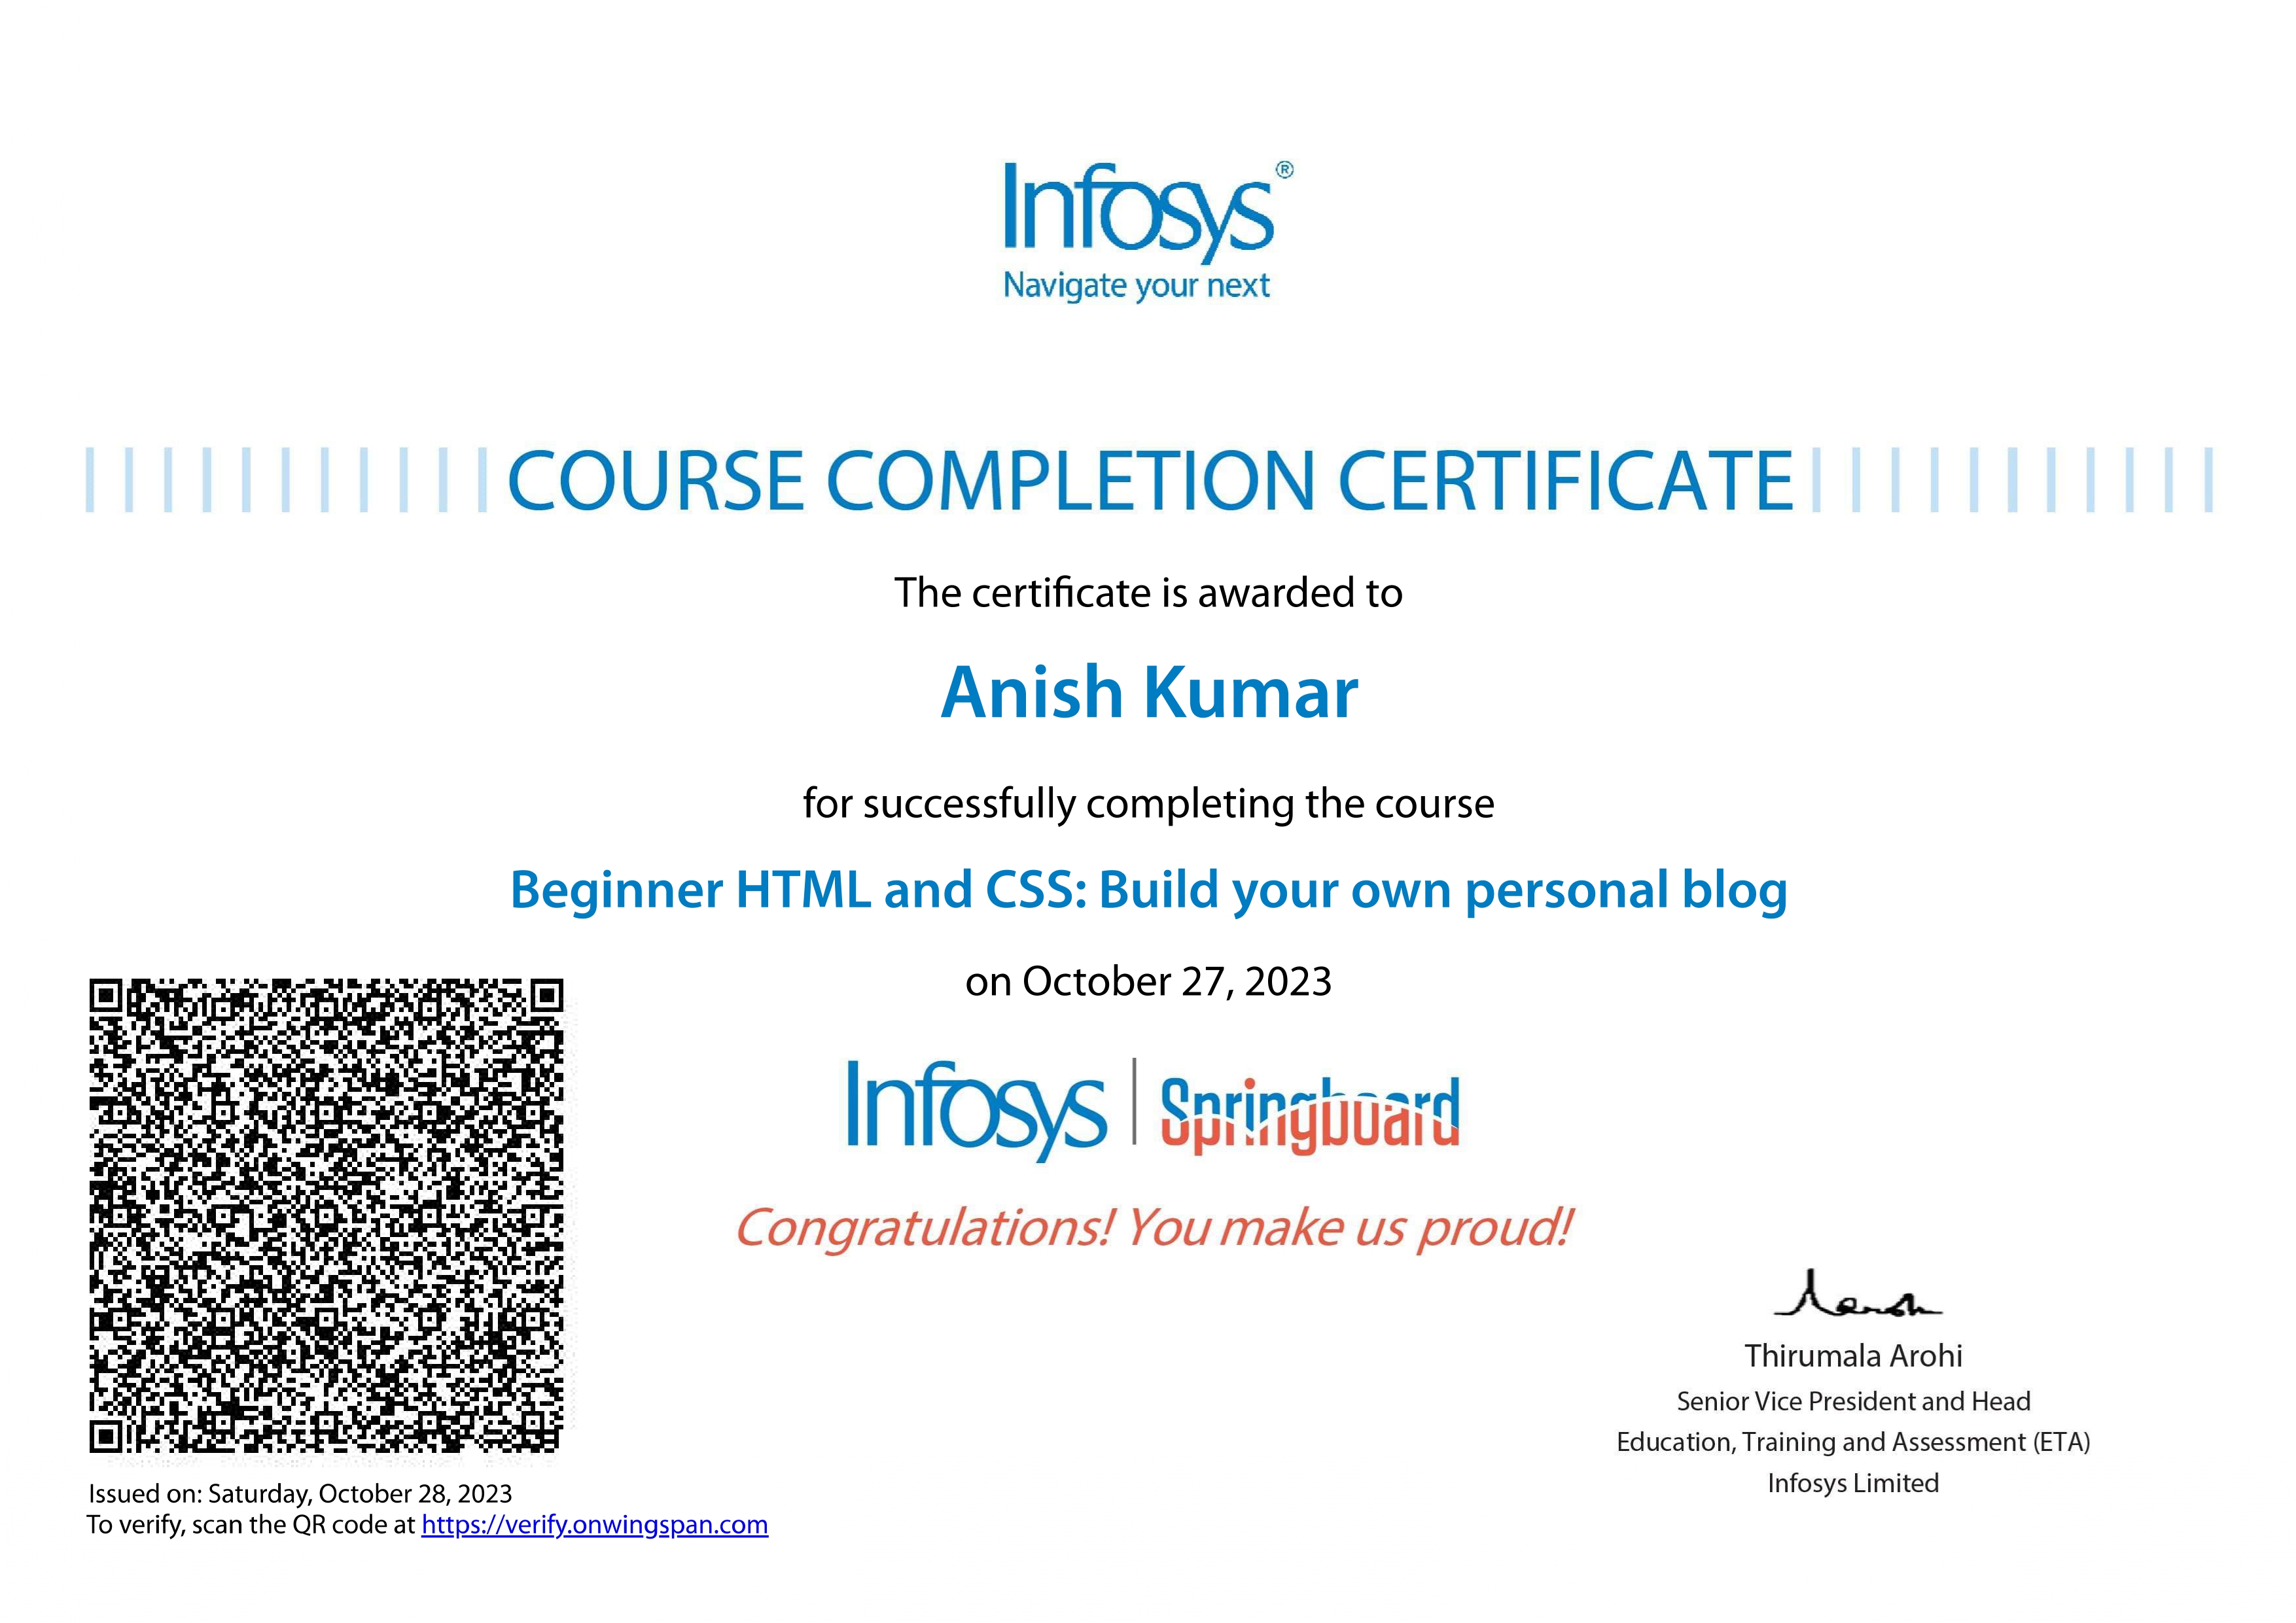 Infosys®
Navigate your next
COURSE COMPLETION CERTIFICATE
The certificate is awarded to
Anish Kumar
for successfully completing the course
Beginner HTML and CSS: Build your own personal blog
on October 27, 2023
Infosys | Springboard
Congratulations! You make us proud!
Thirumala Arohi
Senior Vice President and Head
Education, Training and Assessment (ETA)
Infosys Limited
Issued on: Saturday, October 28, 2023
To verify, scan the QR code at https://verify.onwingspan.com